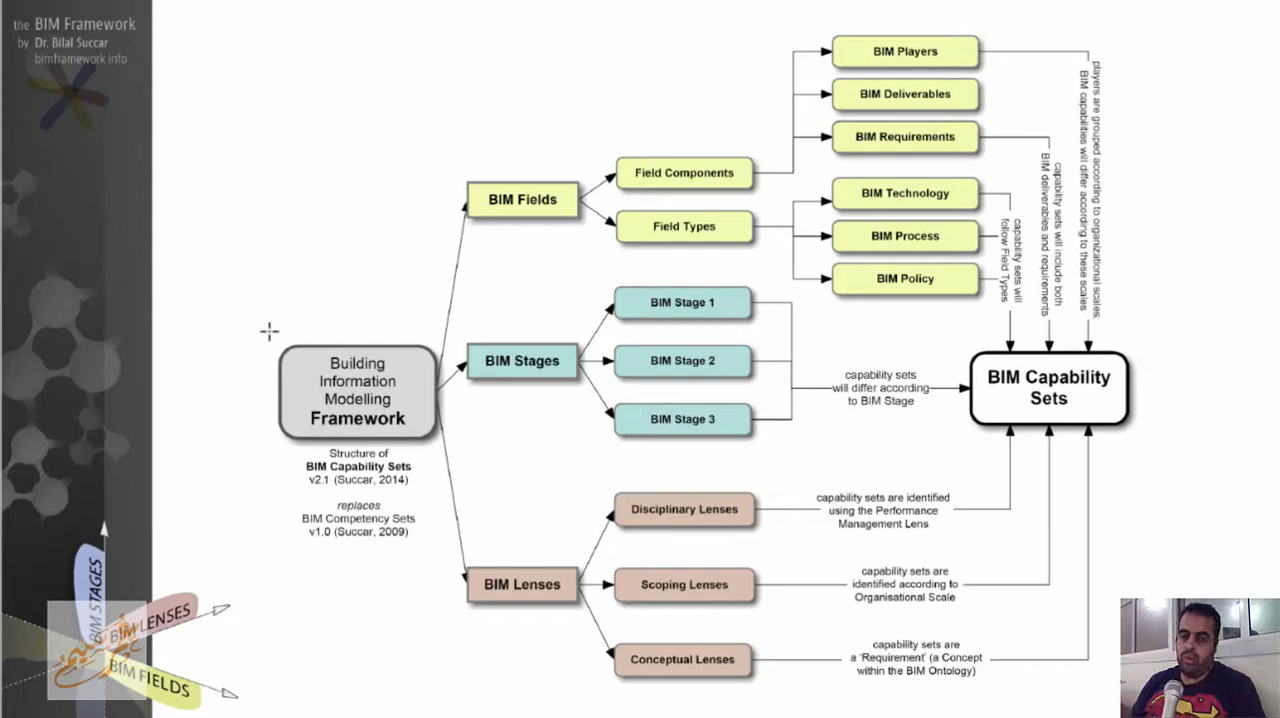 the BIM Framework
by Dr. Bilal Succar
bimframework.info
BIM Players
BIM Deliverables
BIM Requirements
Field Components
BIM Technology
BIM Fields
Field Types
BIM Process
BIM Policy
players are grouped according to organizational scales;
BIM capabilities will differ according to these scales
capability sets will include both
BIM deliverables and requirements
capability sets will
follow Field Types
BIM Stage 1
BIM Stages
BIM Stage 2
BIM Stage 3
capability sets
will differ according
to BIM Stage
BIM Capability
Sets
Building
Information
Modelling
Framework
Structure of
BIM Capability Sets
v2.1 (Succar, 2014)
replaces
BIM Competency Sets
v1.0 (Succar, 2009)
Disciplinary Lenses
capability sets are identified
using the Performance
Management Lens
BIM Lenses
Scoping Lenses
capability sets are
identified according to
Organisational Scale
Conceptual Lenses
capability sets are
a 'Requirement' (a Concept
within the BIM Ontology)
BIM STAGES
BIM LENSES
BIM FIELDS